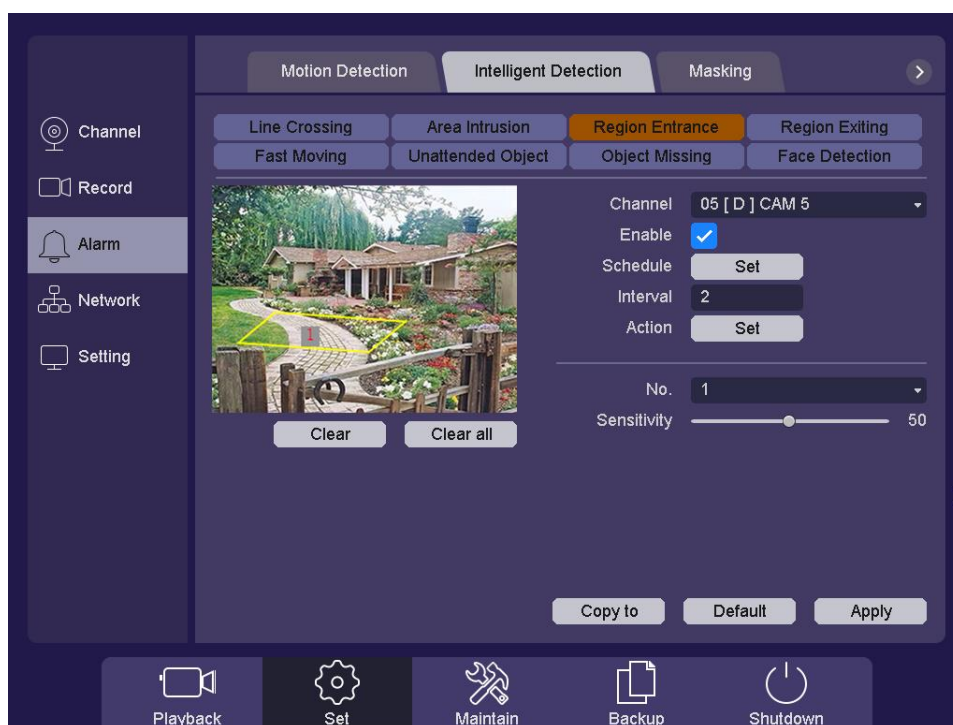 Motion Detection Intelligent Detection Masking >
Channel
Record
Alarm
Network
Setting
Line Crossing Area Intrusion Region Entrance Region Exiting
Fast Moving Unattended Object Object Missing Face Detection
1
Clear Clear all
Channel 05 [ D ] CAM 5
Enable
Schedule Set
Interval 2
Action Set
No. 1
Sensitivity 50
Copy to Default Apply
Playback Set Maintain Backup Shutdown